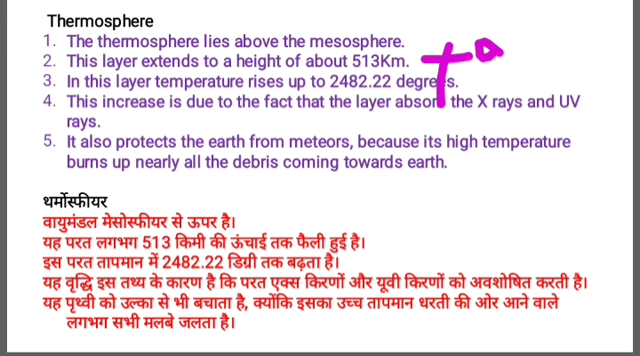 Thermosphere
1. The thermosphere lies above the mesosphere.
2. This layer extends to a height of about 513Km.
3. In this layer temperature rises up to 2482.22 degrees.
4. This increase is due to the fact that the layer absorb the X rays and UV
rays.
5. It also protects the earth from meteors, because its high temperature
burns up nearly all the debris coming towards earth.
थर्मोस्फीयर
वायुमंडल मेसोस्फीयर से ऊपर है।
यह परत लगभग 513 किमी की ऊंचाई तक फैली हुई है।
इस परत तापमान में 2482.22 डिग्री तक बढ़ता है।
यह वृद्धि इस तथ्य के कारण है कि परत एक्स किरणों और यूवी किरणों को अवशोषित करती है।
यह पृथ्वी को उल्का से भी बचाता है, क्योंकि इसका उच्च तापमान धरती की ओर आने वाले
लगभग सभी मलबे जलता है।